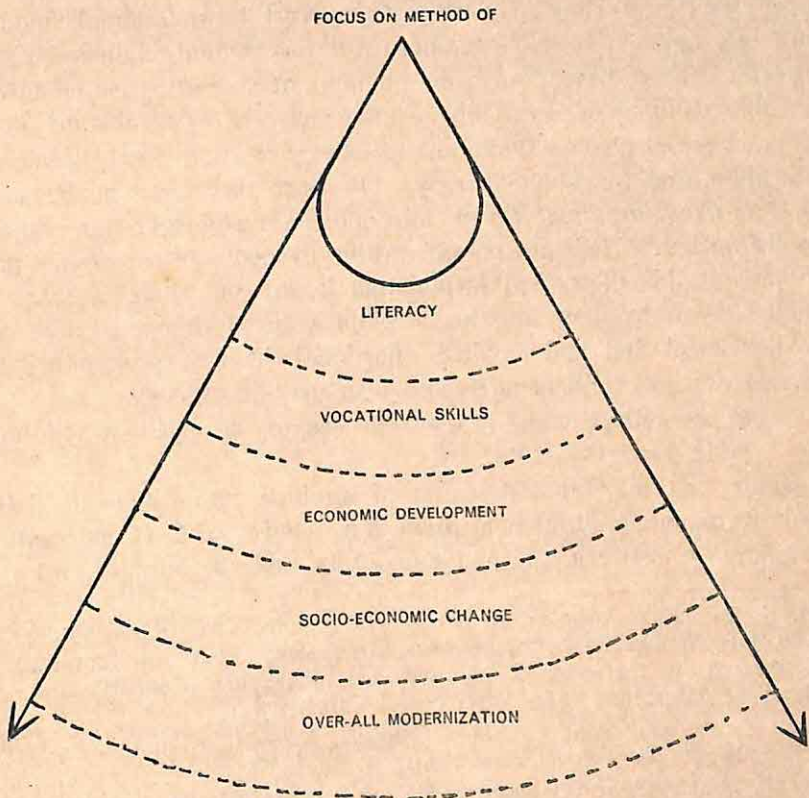 FOCUS ON METHOD OF
LITERACY
VOCATIONAL SKILLS
ECONOMIC DEVELOPMENT
SOCIO-ECONOMIC CHANGE
OVER-ALL MODERNIZATION